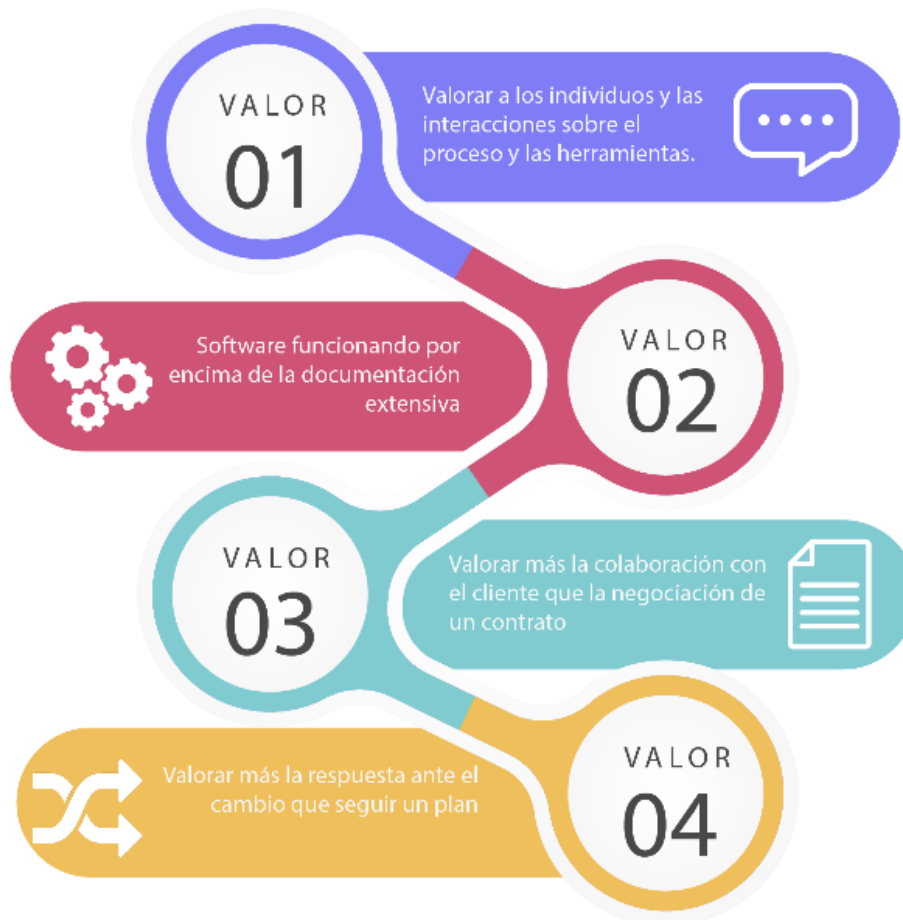 VALOR
01
Valorar a los individuos y las
interacciones sobre el
proceso y las herramientas.
Software funcionando por
encima de la documentación
extensiva
VALOR
02
VALOR
03
Valorar más la colaboración con
el cliente que la negociación de
un contrato
Valorar más la respuesta ante el
cambio que seguir un plan
VALOR
04